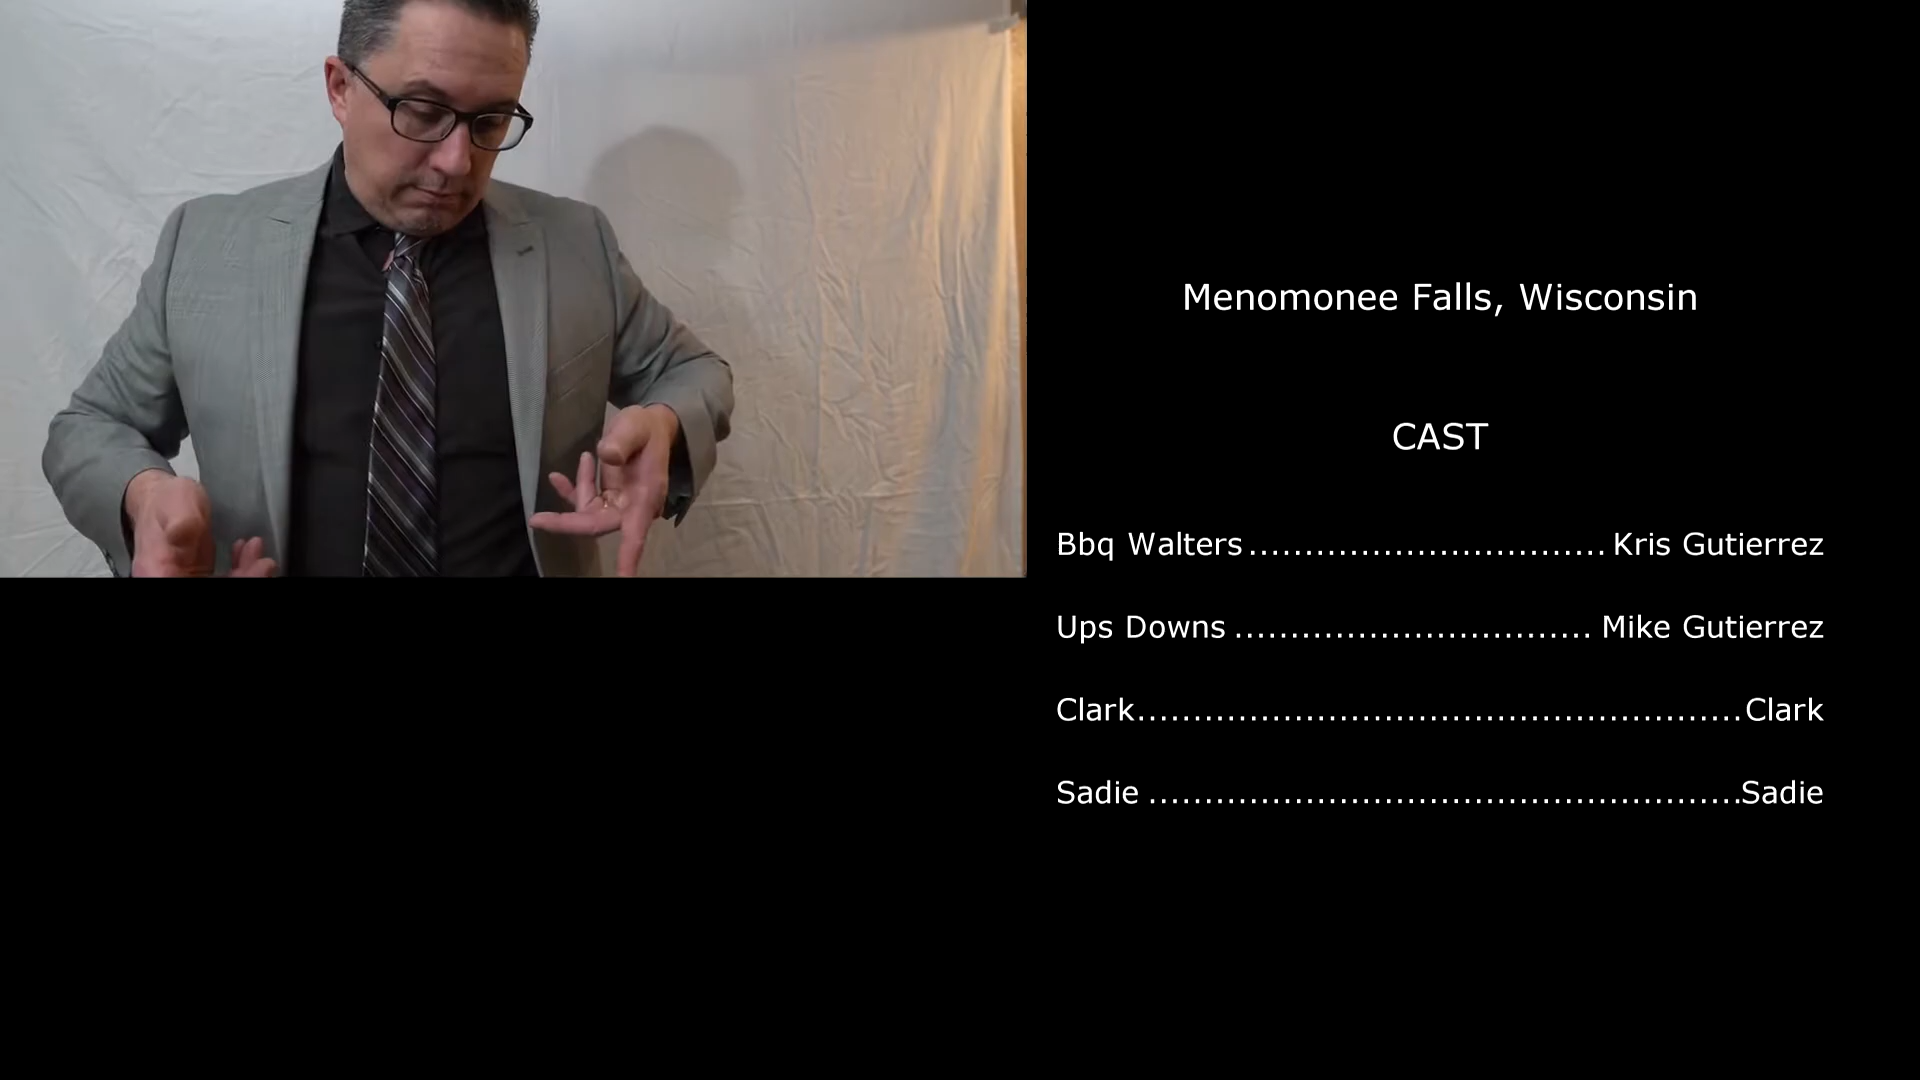 Menomonee Falls, Wisconsin
CAST
Bbq Walters................................Kris Gutierrez
Ups Downs ................................ Mike Gutierrez
Clark......................................................Clark
Sadie .....................................................Sadie